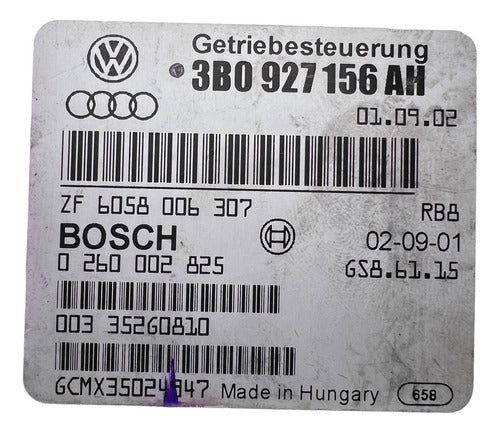 Getriebesteuerung
3B0 927 156 AH
01.09.02
ZF 6058 006 307 RB8
BOSCH 02-09-01
0 260 002 825 GS8.61.15
003 35260810
Made in Hungary 658